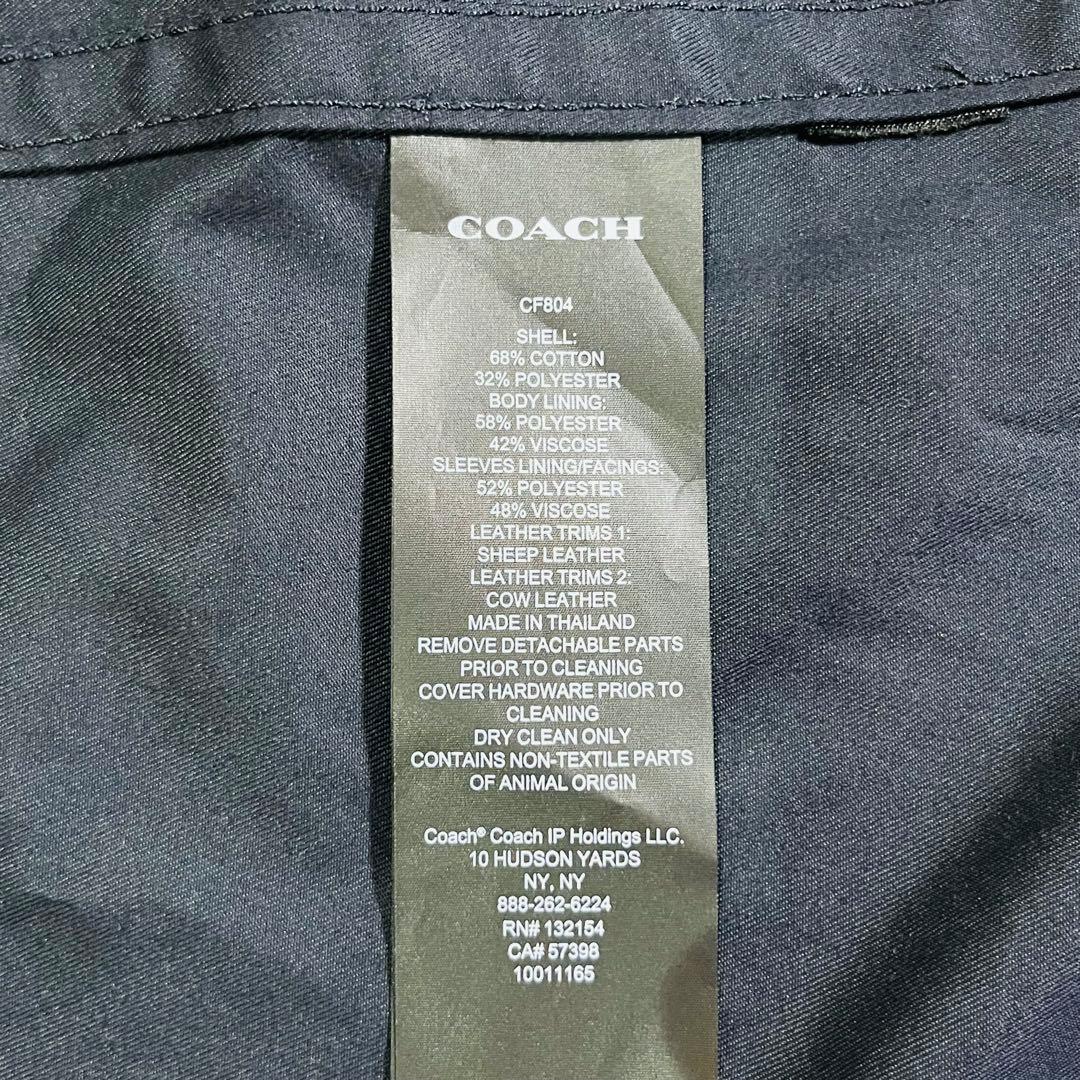 COACH
CF804
SHELL:
68% COTTON
32% POLYESTER
BODY LINING:
58% POLYESTER
42% VISCOSE
SLEEVES LINING/FACINGS:
52% POLYESTER
48% VISCOSE
LEATHER TRIMS 1:
SHEEP LEATHER
LEATHER TRIMS 2:
COW LEATHER
MADE IN THAILAND
REMOVE DETACHABLE PARTS
PRIOR TO CLEANING
COVER HARDWARE PRIOR TO
CLEANING
DRY CLEAN ONLY
CONTAINS NON-TEXTILE PARTS
OF ANIMAL ORIGIN
Coach® Coach IP Holdings LLC.
10 HUDSON YARDS
NY, NY
888-262-6224
RN# 132154
CA# 57398
10011165